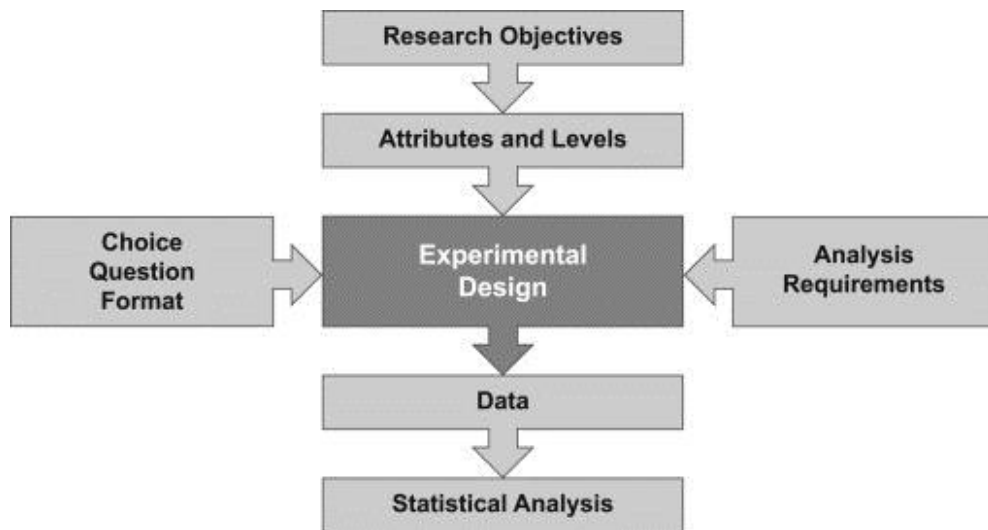 Research Objectives
Attributes and Levels
Choice
Question
Format
Experimental
Design
Analysis
Requirements
Data
Statistical Analysis